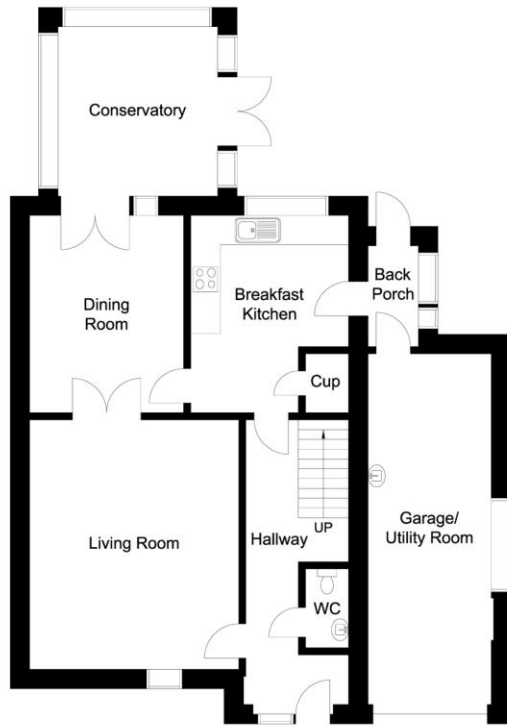 Conservatory
Dining
Room
Breakfast
Kitchen
Back
Porch
Cup
Living Room
Hallway
UP
WC
Garage/
Utility Room